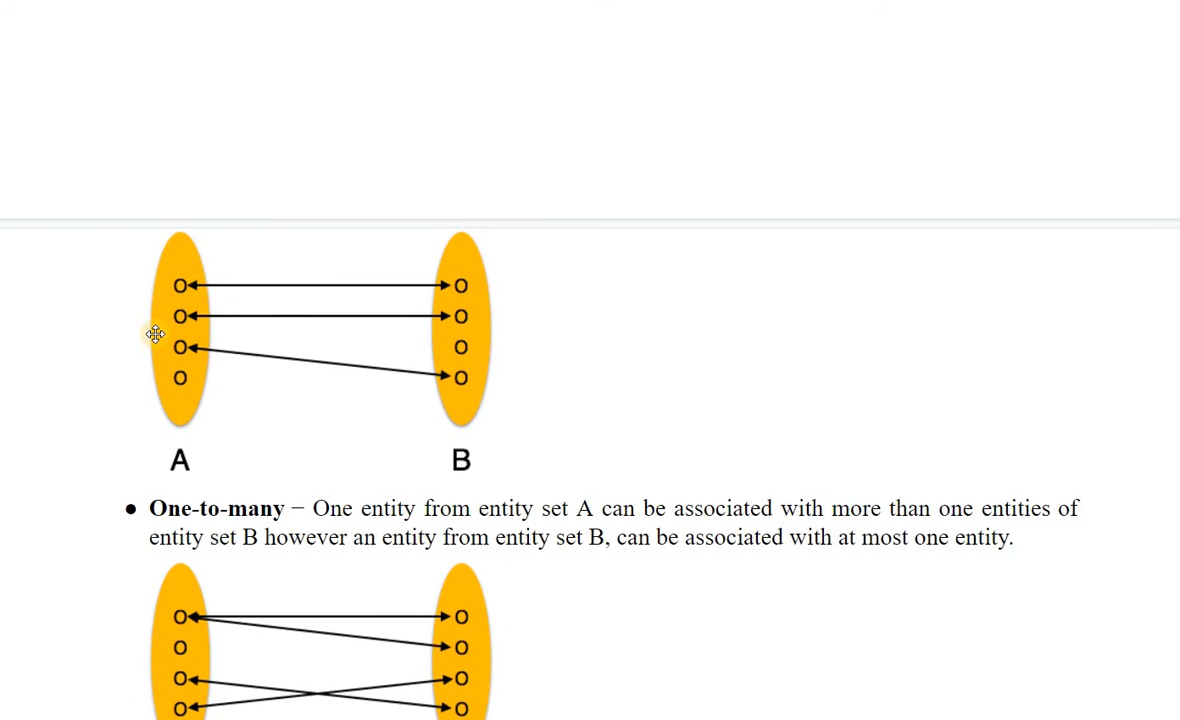 O O
O O
O O
O O
A B
● One-to-many − One entity from entity set A can be associated with more than one entities of
entity set B however an entity from entity set B, can be associated with at most one entity.
O O
O O
O O
O O